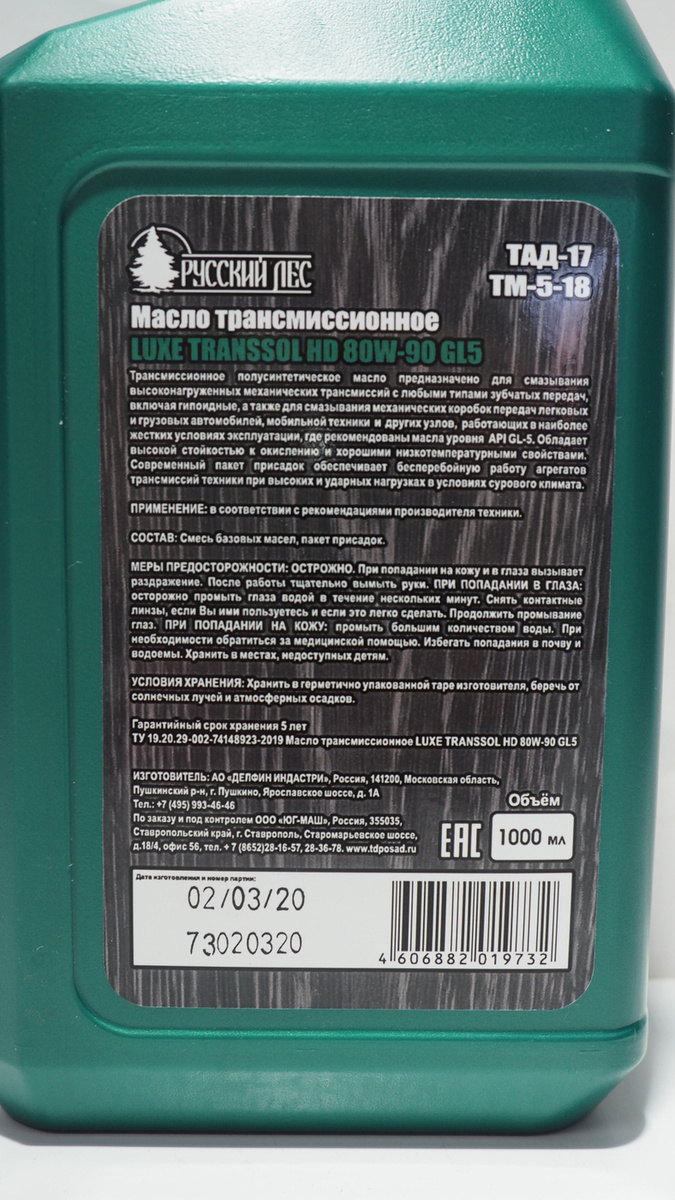 РУССКИЙ ЛЕС
ТАД-17
ТМ-5-18
Масло трансмиссионное
LUXE TRANSSOL HD 80W-90 GL5
Трансмиссионное полусинтетическое масло предназначено для смазывания
высоконагруженных механических трансмиссий с любыми типами зубчатых передач,
включая гипоидные, а также для смазывания механических коробок передач легковых
и грузовых автомобилей, мобильной техники и других узлов, работающих в наиболее
жестких условиях эксплуатации, где рекомендованы масла уровня API GL-5. Обладает
высокой стойкостью к окислению и хорошими низкотемпературными свойствами.
Современный пакет присадок обеспечивает бесперебойную работу агрегатов
трансмиссий техники при высоких и ударных нагрузках в условиях сурового климата.
ПРИМЕНЕНИЕ: в соответствии с рекомендациями производителя техники.
СОСТАВ: Смесь базовых масел, пакет присадок.
МЕРЫ ПРЕДОСТОРОЖНОСТИ: ОСТРОЖНО. При попадании на кожу и в глаза вызывает
раздражение. После работы тщательно вымыть руки. ПРИ ПОПАДАНИИ В ГЛАЗА:
осторожно промыть глаза водой в течение нескольких минут. Снять контактные
линзы, если Вы ими пользуетесь и если это легко сделать. Продолжить промывание
глаз. ПРИ ПОПАДАНИИ НА КОЖУ: промыть большим количеством воды. При
необходимости обратиться за медицинской помощью. Избегать попадания в почву и
водоемы. Хранить в местах, недоступных детям.
УСЛОВИЯ ХРАНЕНИЯ: Хранить в герметично упакованной таре изготовителя, беречь от
солнечных лучей и атмосферных осадков.
Гарантийный срок хранения 5 лет
ТУ 19.20.29-002-74148923-2019 Масло трансмиссионное LUXE TRANSSOL HD 80W-90 GL5
ИЗГОТОВИТЕЛЬ: АО «ДЕЛФИН ИНДАСТРИ», Россия, 141200, Московская область,
Пушкинский р-н, г. Пушкино, Ярославское шоссе, д. 1А
Тел.: +7 (495) 993-46-46
По заказу и под контролем ООО «ЮГ-МАШ», Россия, 355035,
Ставропольский край, г. Ставрополь, Старомарьевское шоссе,
д.18/4, офис 56, тел. + 7 (8652)28-16-57, 28-36-78. www.tdposad.ru
EAC
Объём
1000 мл
Дата изготовления и номер партии:
02/03/20
73020320
4 606882 019732